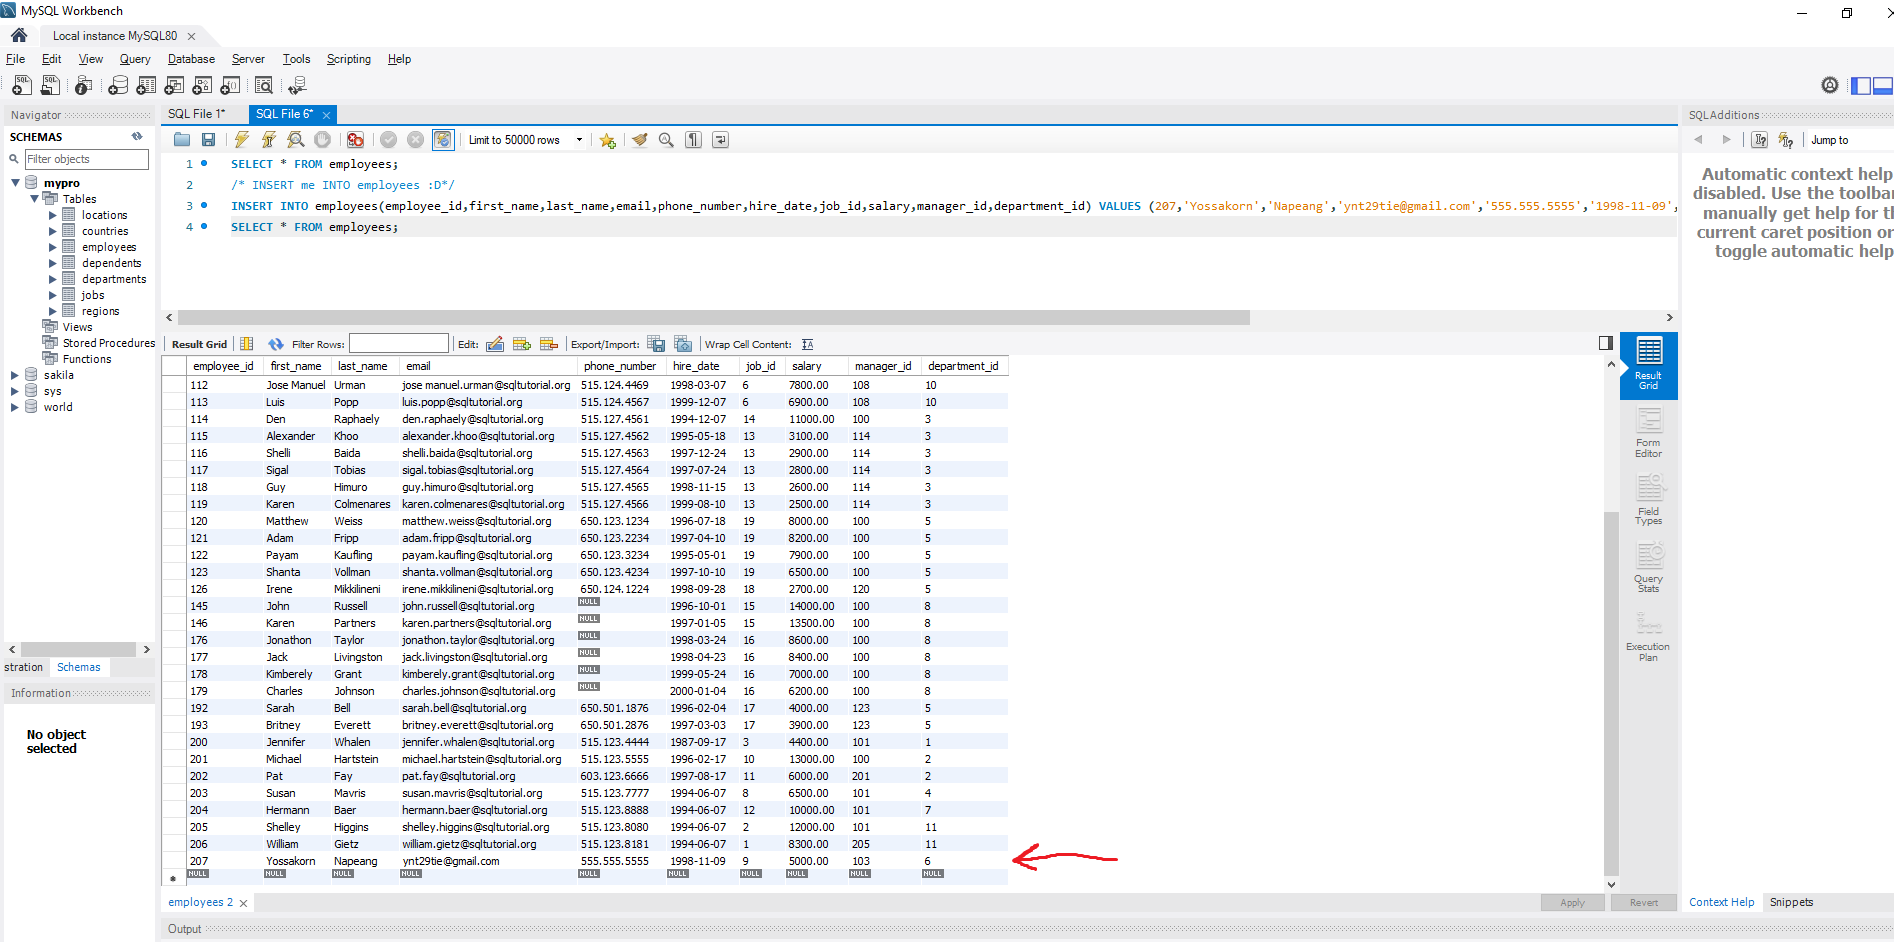 MySQL Workbench
Local instance MySQL80
File Edit View Query Database Server Tools Scripting Help
Navigator
SCHEMAS
Filter objects
mypro
Tables
locations
countries
employees
dependents
departments
jobs
regions
Views
Stored Procedures
Functions
sakila
sys
world
stration Schemas
Information
No object
selected
SQL File 1* SQL File 6*
Limit to 50000 rows
1 SELECT * FROM employees;
2 /* INSERT me INTO employees :D*/
3 INSERT INTO employees(employee_id,first_name,last_name,email,phone_number,hire_date,job_id,salary,manager_id,department_id) VALUES (207,'Yossakorn','Napeang','ynt29tie@gmail.com','555.555.5555','1998-11-09',
4 SELECT * FROM employees;
Result Grid Filter Rows: Edit: Export/Import: Wrap Cell Content:
employee_id first_name last_name email phone_number hire_date job_id salary manager_id department_id
112 Jose Manuel Urman jose manuel.urman@sqltutorial.org 515.124.4469 1998-03-07 6 7800.00 108 10
113 Luis Popp luis.popp@sqltutorial.org 515.124.4567 1999-12-07 6 6900.00 108 10
114 Den Raphaely den.raphaely@sqltutorial.org 515.127.4561 1994-12-07 14 11000.00 100 3
115 Alexander Khoo alexander.khoo@sqltutorial.org 515.127.4562 1995-05-18 13 3100.00 114 3
116 Shelli Baida shelli.baida@sqltutorial.org 515.127.4563 1997-12-24 13 2900.00 114 3
117 Sigal Tobias sigal.tobias@sqltutorial.org 515.127.4564 1997-07-24 13 2800.00 114 3
118 Guy Himuro guy.himuro@sqltutorial.org 515.127.4565 1998-11-15 13 2600.00 114 3
119 Karen Colmenares karen.colmenares@sqltutorial.org 515.127.4566 1999-08-10 13 2500.00 114 3
120 Matthew Weiss matthew.weiss@sqltutorial.org 650.123.1234 1996-07-18 19 8000.00 100 5
121 Adam Fripp adam.fripp@sqltutorial.org 650.123.2234 1997-04-10 19 8200.00 100 5
122 Payam Kaufling payam.kaufling@sqltutorial.org 650.123.3234 1995-05-01 19 7900.00 100 5
123 Shanta Vollman shanta.vollman@sqltutorial.org 650.123.4234 1997-10-10 19 6500.00 100 5
126 Irene Mikkilineni irene.mikkilineni@sqltutorial.org 650.124.1224 1998-09-28 18 2700.00 120 5
145 John Russell john.russell@sqltutorial.org NULL 1996-10-01 15 14000.00 100 8
146 Karen Partners karen.partners@sqltutorial.org NULL 1997-01-05 15 13500.00 100 8
176 Jonathon Taylor jonathon.taylor@sqltutorial.org NULL 1998-03-24 16 8600.00 100 8
177 Jack Livingston jack.livingston@sqltutorial.org NULL 1998-04-23 16 8400.00 100 8
178 Kimberely Grant kimberely.grant@sqltutorial.org NULL 1999-05-24 16 7000.00 100 8
179 Charles Johnson charles.johnson@sqltutorial.org NULL 2000-01-04 16 6200.00 100 8
192 Sarah Bell sarah.bell@sqltutorial.org 650.501.1876 1996-02-04 17 4000.00 123 5
193 Britney Everett britney.everett@sqltutorial.org 650.501.2876 1997-03-03 17 3900.00 123 5
200 Jennifer Whalen jennifer.whalen@sqltutorial.org 515.123.4444 1987-09-17 3 4400.00 101 1
201 Michael Hartstein michael.hartstein@sqltutorial.org 515.123.5555 1996-02-17 10 13000.00 100 2
202 Pat Fay pat.fay@sqltutorial.org 603.123.6666 1997-08-17 11 6000.00 201 2
203 Susan Mavris susan.mavris@sqltutorial.org 515.123.7777 1994-06-07 8 6500.00 101 4
204 Hermann Baer hermann.baer@sqltutorial.org 515.123.8888 1994-06-07 12 10000.00 101 7
205 Shelley Higgins shelley.higgins@sqltutorial.org 515.123.8080 1994-06-07 2 12000.00 101 11
206 William Gietz william.gietz@sqltutorial.org 515.123.8181 1994-06-07 1 8300.00 205 11
207 Yossakorn Napeang ynt29tie@gmail.com 555.555.5555 1998-11-09 9 5000.00 103 6
NULL NULL NULL NULL NULL NULL NULL NULL NULL NULL
employees 2
Apply Revert
Output
Result
Grid
Form
Editor
Field
Types
Query
Stats
Execution
Plan
SQLAdditions
Jump to
Automatic context help
disabled. Use the toolbar
manually get help for th
current caret position or
toggle automatic help
Context Help Snippets